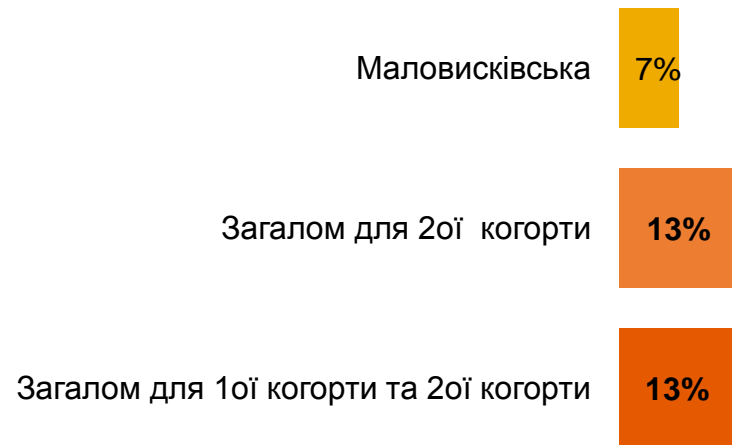 Маловисківська 7%
Загалом для 2ої когорти 13%
Загалом для 1ої когорти та 2ої когорти 13%